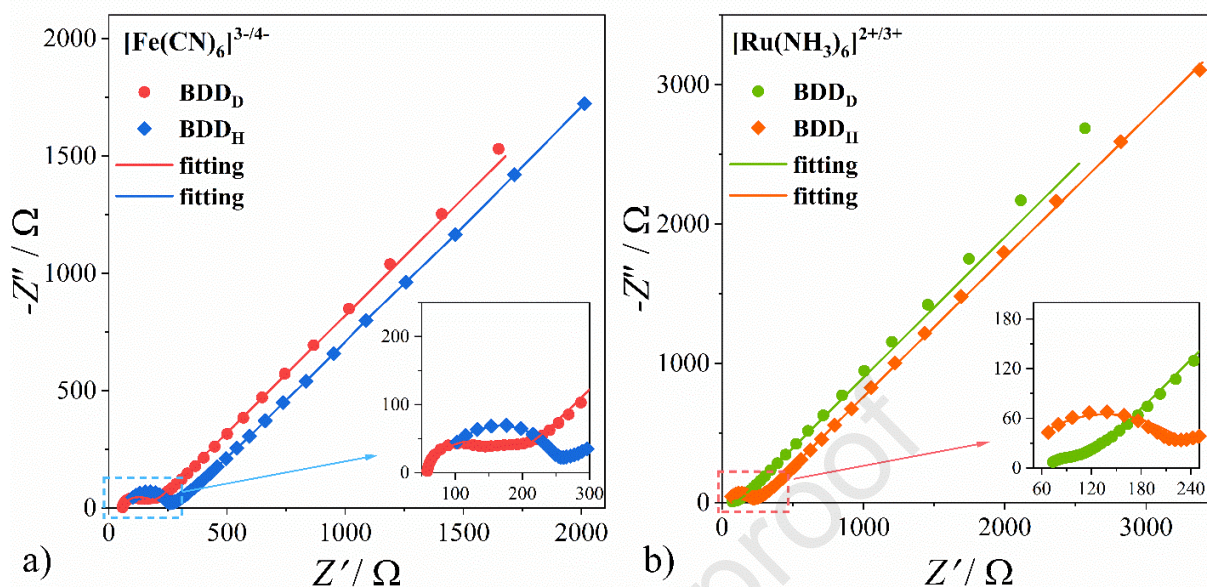 [Fe(CN)6]3-/4-
BDDD
BDDH
fitting
fitting
2000
1500
1000
500
0
-Z″ / Ω
0 500 1000 1500 2000
Z′ / Ω
a)
200
100
0
100 200 300
[Ru(NH3)6]2+/3+
BDDD
BDDH
fitting
fitting
3000
2000
1000
0
-Z″ / Ω
0 1000 2000 3000
Z′ / Ω
b)
180
120
60
0
60 120 180 240
proof